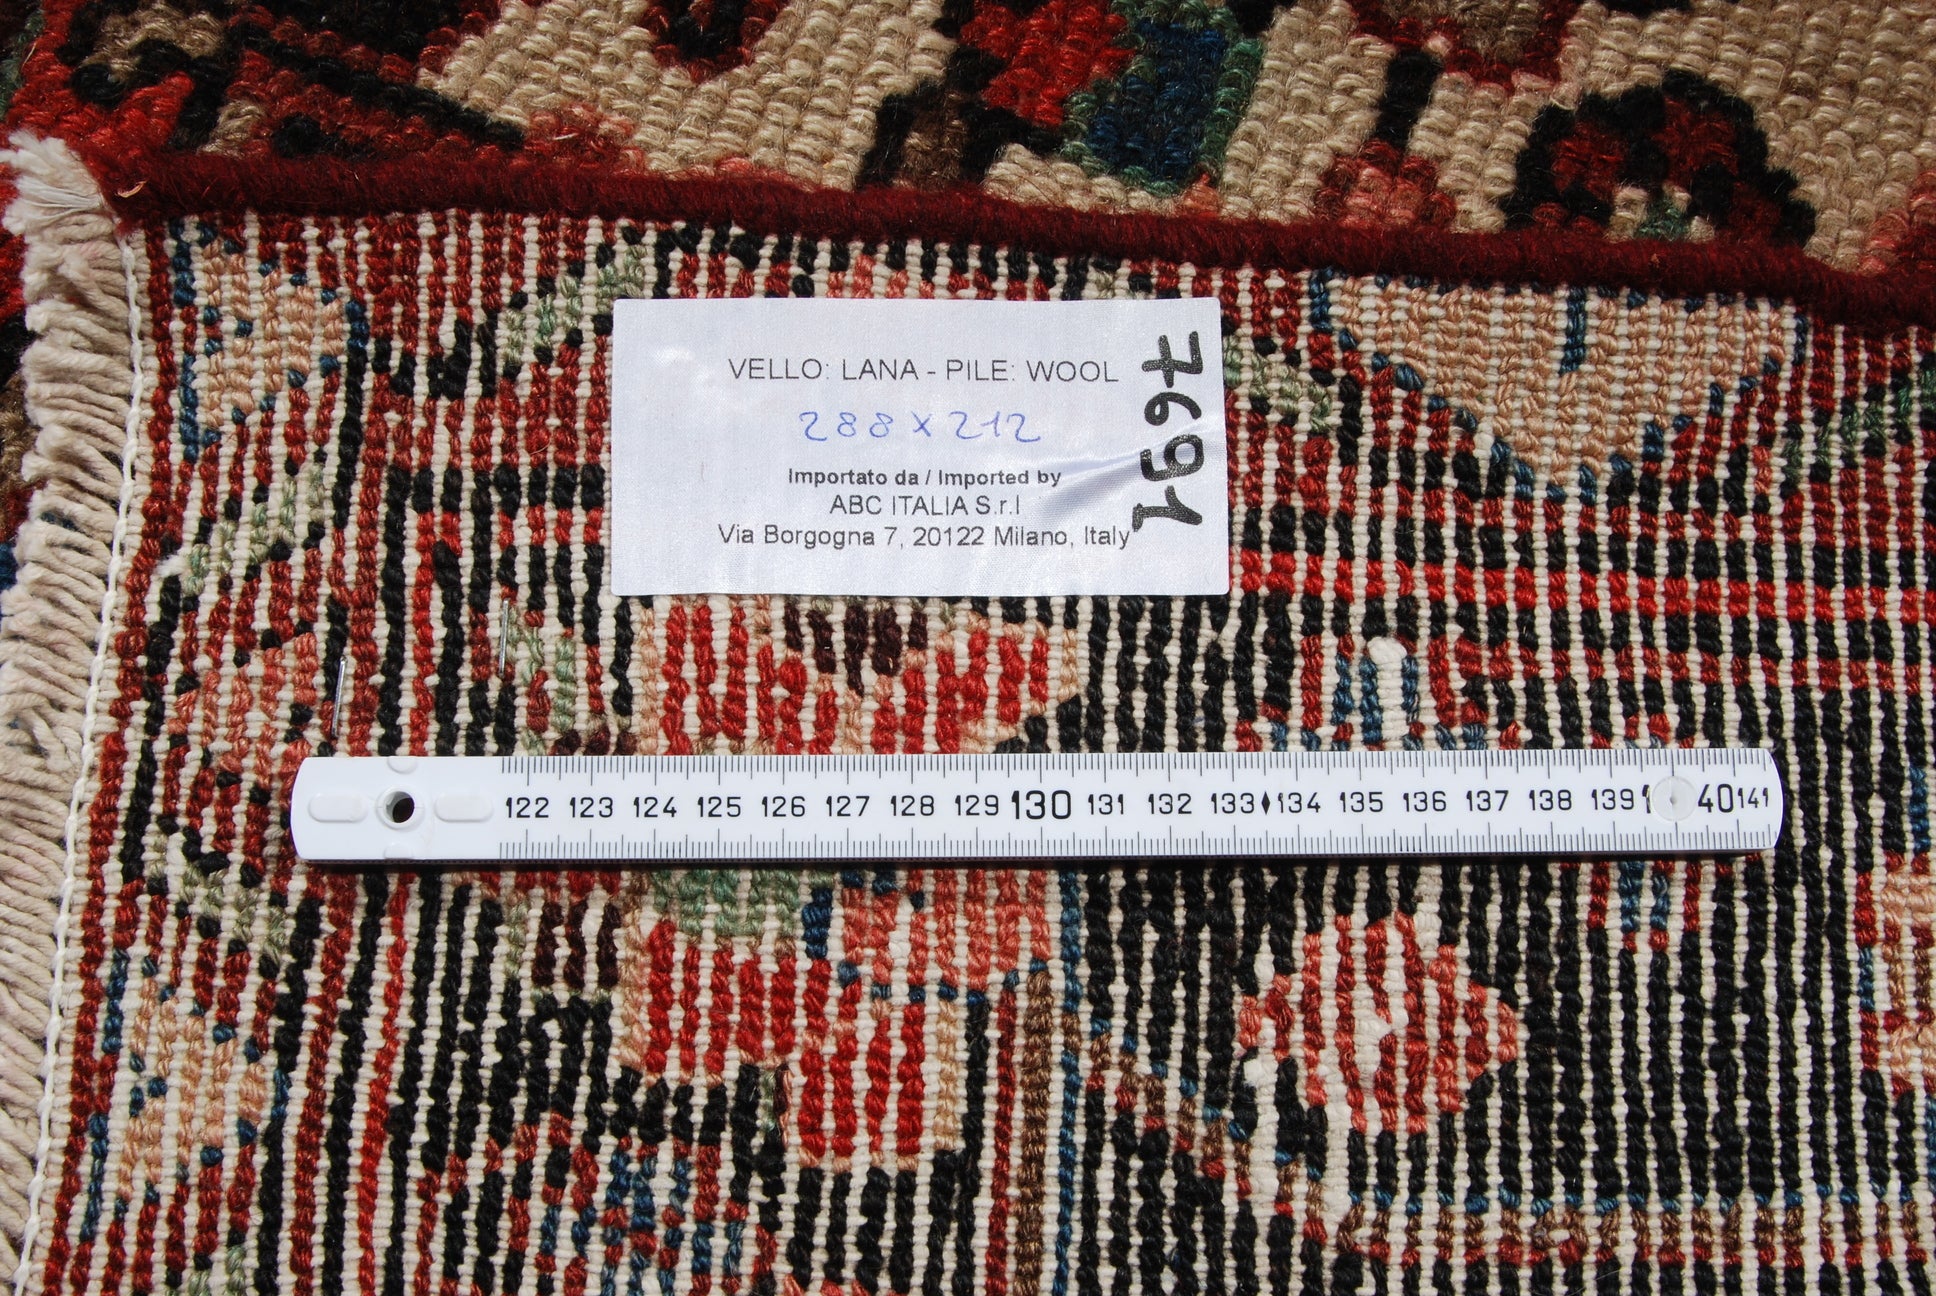 VELLO: LANA - PILE: WOOL
288 x 212
Importato da / Imported by
ABC ITALIA S.r.l
Via Borgogna 7, 20122 Milano, Italy
7691
122 123 124 125 126 127 128 129 130 131 132 133 134 135 136 137 138 139 1 40 141